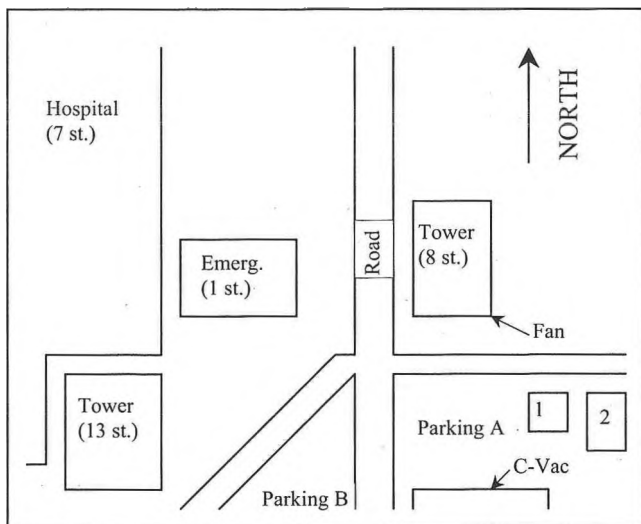 Hospital
(7 st.)
NORTH
Emerg.
(1 st.)
Road
Tower
(8 st.)
Fan
Tower
(13 st.)
Parking A
1
2
C-Vac
Parking B